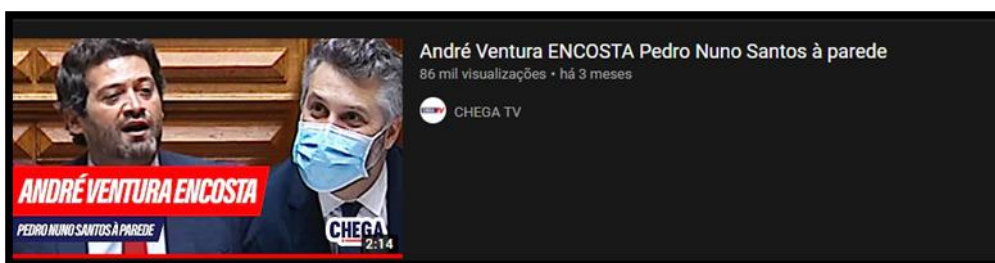 André Ventura ENCOSTA Pedro Nuno Santos à parede
86 mil visualizações • há 3 meses
CHEGA TV
ANDRÉ VENTURA ENCOSTA
PEDRO NUNO SANTOS À PAREDE
CHEGA
2:14